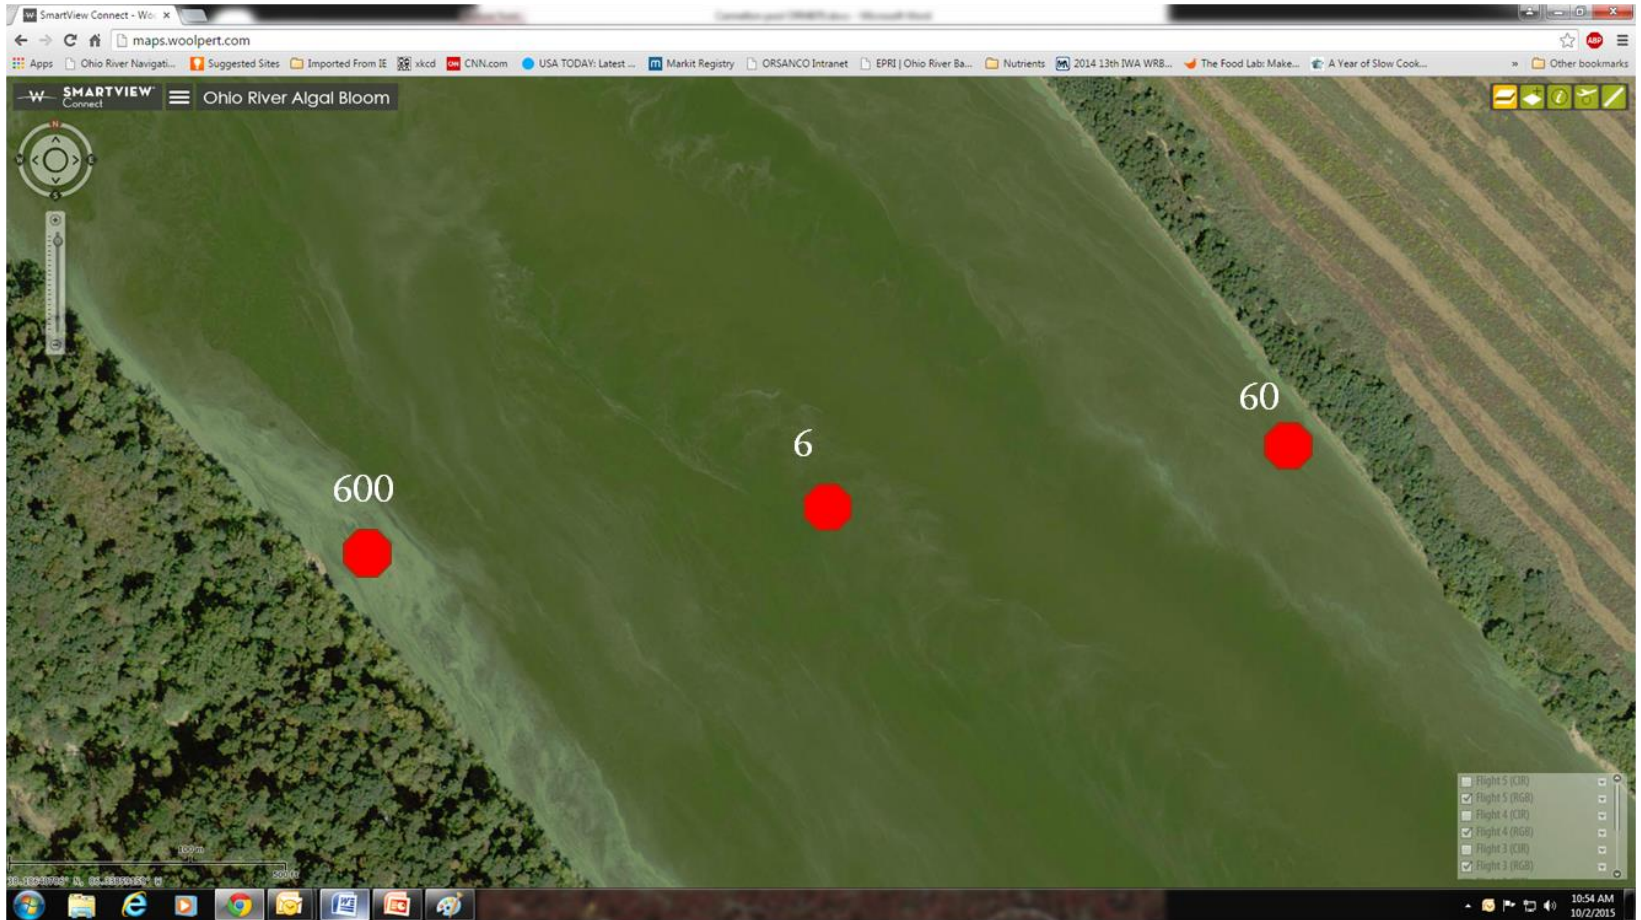 SmartView Connect - Wo
maps.woolpert.com
ABP
Apps Ohio River Navigati... Suggested Sites Imported From IE xkcd CNN.com USA TODAY: Latest ... Markit Registry ORSANCO Intranet EPRI | Ohio River Ba... Nutrients 2014 13th IWA WRB... The Food Lab: Make... A Year of Slow Cook... » Other bookmarks
W SMARTVIEW Connect Ohio River Algal Bloom
60
6
600
Flight 5 (CIR)
Flight 5 (RGB)
Flight 4 (CIR)
Flight 4 (RGB)
Flight 3 (CIR)
Flight 3 (RGB)
100 m
500 ft
10:54 AM
10/2/2015